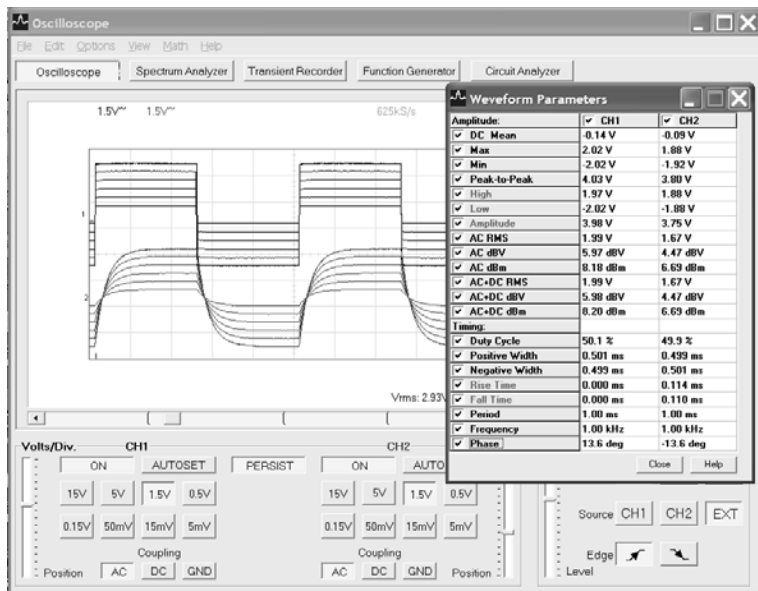 Oscilloscope
File Edit Options View Math Help
Oscilloscope Spectrum Analyzer Transient Recorder Function Generator Circuit Analyzer
1.5V~ 1.5V~ 625kS/s
1
2
Vrms: 2.93V
Waveform Parameters
Amplitude: CH1 CH2
DC Mean -0.14 V -0.09 V
Max 2.02 V 1.88 V
Min -2.02 V -1.92 V
Peak-to-Peak 4.03 V 3.80 V
High 1.97 V 1.88 V
Low -2.02 V -1.88 V
Amplitude 3.98 V 3.75 V
AC RMS 1.99 V 1.67 V
AC dBV 5.97 dBV 4.47 dBV
AC dBm 8.18 dBm 6.69 dBm
AC+DC RMS 1.99 V 1.67 V
AC+DC dBV 5.98 dBV 4.47 dBV
AC+DC dBm 8.20 dBm 6.69 dBm
Timing:
Duty Cycle 50.1 % 49.9 %
Positive Width 0.501 ms 0.499 ms
Negative Width 0.499 ms 0.501 ms
Rise Time 0.000 ms 0.114 ms
Fall Time 0.000 ms 0.110 ms
Period 1.00 ms 1.00 ms
Frequency 1.00 kHz 1.00 kHz
Phase 13.6 deg -13.6 deg
Close Help
Volts/Div. CH1 CH2
ON AUTOSET PERSIST ON AUTO
15V 5V 1.5V 0.5V 15V 5V 1.5V 0.5V
0.15V 50mV 15mV 5mV 0.15V 50mV 15mV 5mV
Coupling Coupling
Position AC DC GND AC DC GND Position
Source CH1 CH2 EXT
Edge
Level